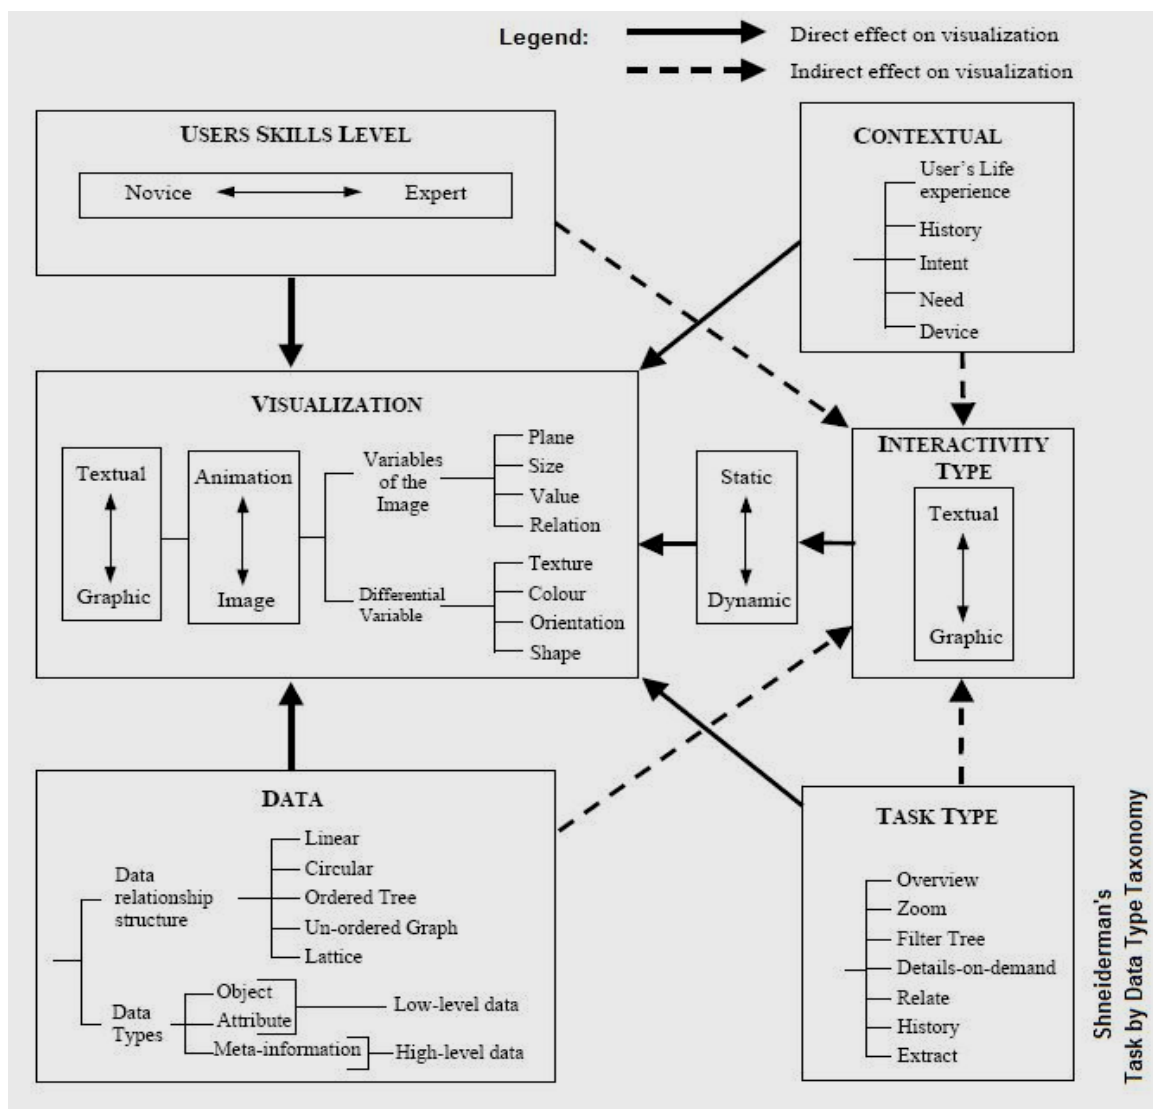 Legend:
Direct effect on visualization
Indirect effect on visualization
USERS SKILLS LEVEL
Novice
Expert
CONTEXTUAL
User's Life
experience
History
Intent
Need
Device
VISUALIZATION
Textual
Graphic
Animation
Image
Variables
of the
Image
Plane
Size
Value
Relation
Differential
Variable
Texture
Colour
Orientation
Shape
Static
Dynamic
INTERACTIVITY
TYPE
Textual
Graphic
DATA
Data
relationship
structure
Linear
Circular
Ordered Tree
Un-ordered Graph
Lattice
Data
Types
Object
Attribute
Meta-information
Low-level data
High-level data
TASK TYPE
Overview
Zoom
Filter Tree
Details-on-demand
Relate
History
Extract
Shneiderman's
Task by Data Type Taxonomy